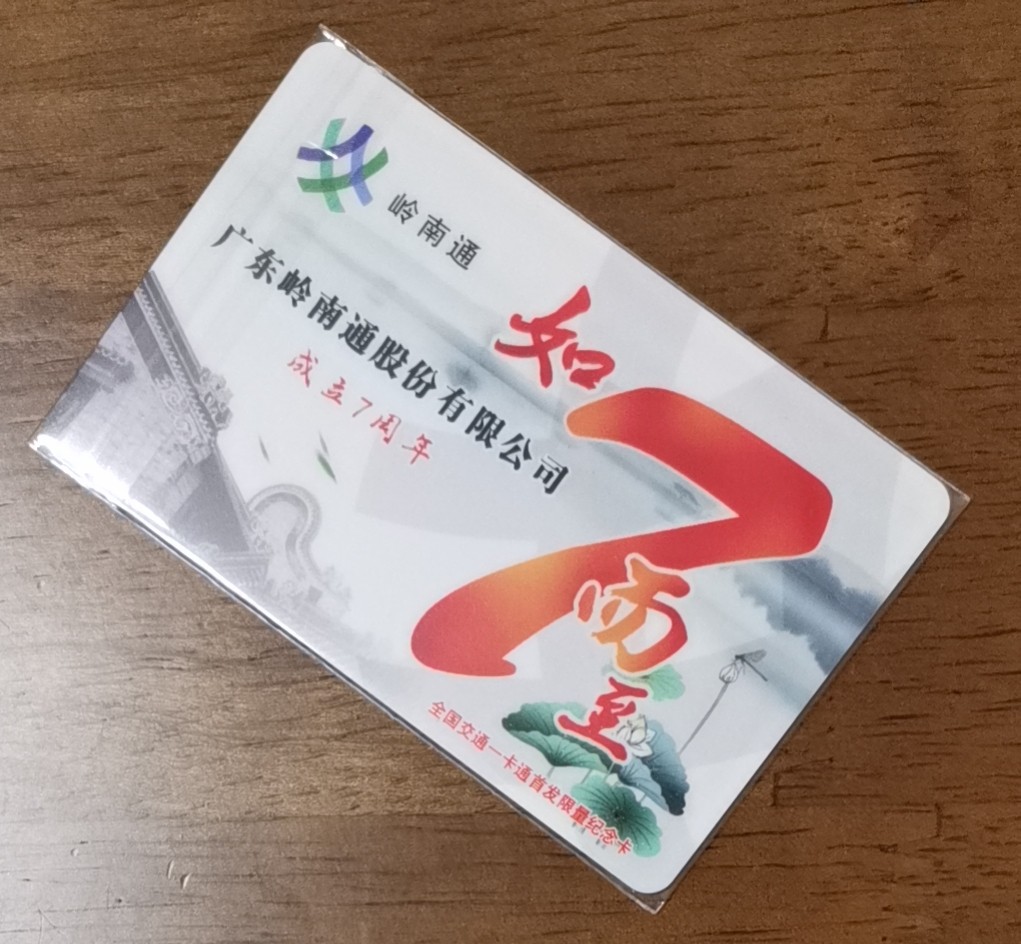 岭南通
广东岭南通股份有限公司
成立7周年
如7而至
全国交通一卡通首发限量纪念卡